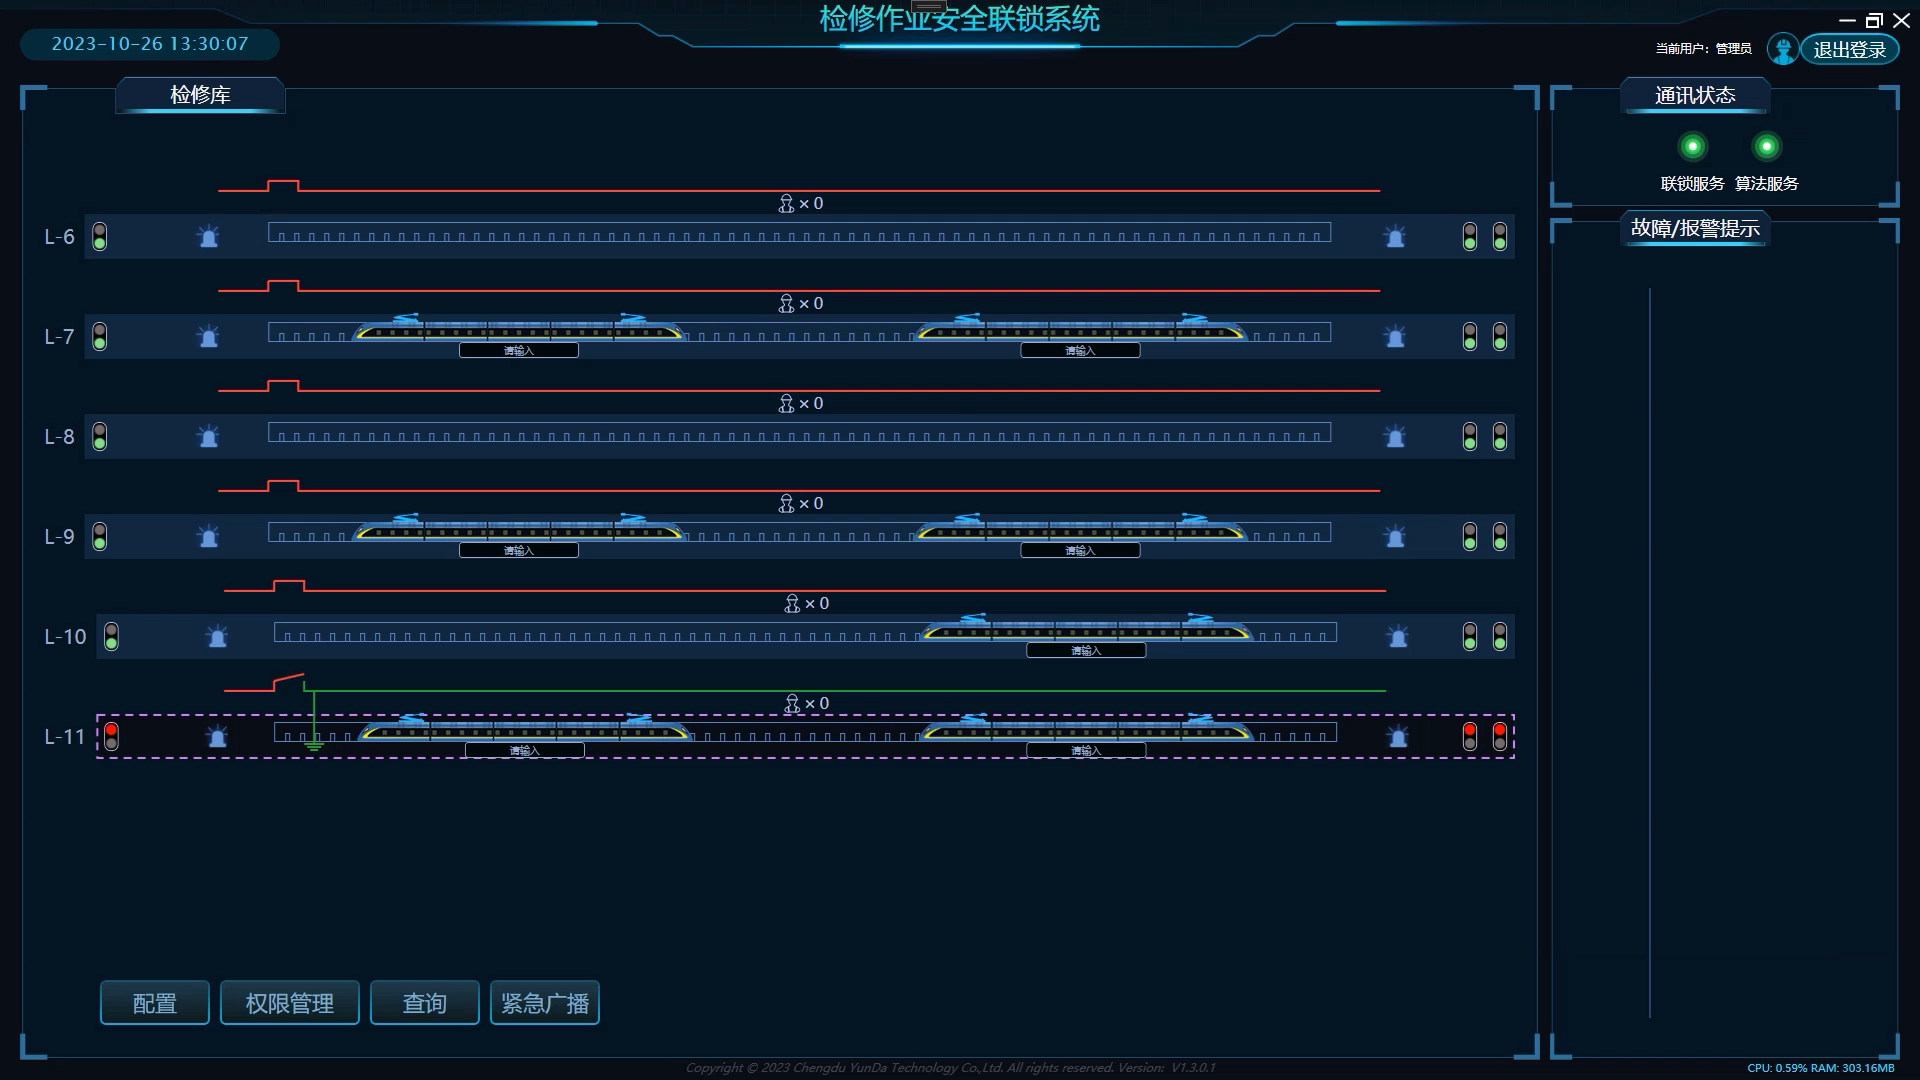 检修作业安全联锁系统
2023-10-26 13:30:07
当前用户：管理员
退出登录
检修库
通讯状态
联锁服务 算法服务
故障/报警提示
× 0
L-6
× 0
L-7
请输入 请输入
× 0
L-8
× 0
L-9
请输入 请输入
× 0
L-10
请输入
× 0
L-11
请输入 请输入
配置 权限管理 查询 紧急广播
Copyright © 2023 Chengdu YunDa Technology Co.,Ltd. All rights reserved. Version: V1.3.0.1
CPU: 0.59% RAM: 303.16MB